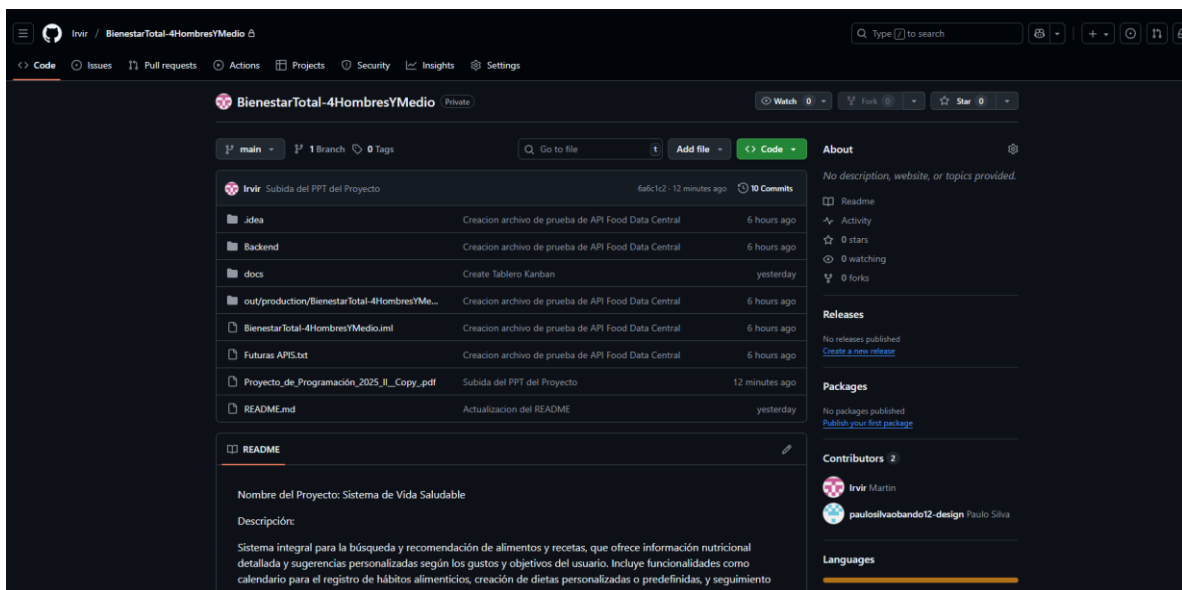 Irvir / BienestarTotal-4HombresYMedio
Type / to search
Code Issues Pull requests Actions Projects Security Insights Settings
BienestarTotal-4HombresYMedio Private
Watch 0 Fork 0 Star 0
main 1 Branch 0 Tags Go to file t Add file Code
Irvir Subida del PPT del Proyecto 6a6c1c2 · 12 minutes ago 10 Commits
.idea Creacion archivo de prueba de API Food Data Central 6 hours ago
Backend Creacion archivo de prueba de API Food Data Central 6 hours ago
docs Create Tablero Kanban yesterday
out/production/BienestarTotal-4HombresYMe... Creacion archivo de prueba de API Food Data Central 6 hours ago
BienestarTotal-4HombresYMedio.iml Creacion archivo de prueba de API Food Data Central 6 hours ago
Futuras APIS.txt Creacion archivo de prueba de API Food Data Central 6 hours ago
Proyecto_de_Programación_2025_II__Copy_.pdf Subida del PPT del Proyecto 12 minutes ago
README.md Actualizacion del README yesterday
README
Nombre del Proyecto: Sistema de Vida Saludable
Descripción:
Sistema integral para la búsqueda y recomendación de alimentos y recetas, que ofrece información nutricional
detallada y sugerencias personalizadas según los gustos y objetivos del usuario. Incluye funcionalidades como
calendario para el registro de hábitos alimenticios, creación de dietas personalizadas o predefinidas, y seguimiento
About
No description, website, or topics provided.
Readme
Activity
0 stars
0 watching
0 forks
Releases
No releases published
Create a new release
Packages
No packages published
Publish your first package
Contributors 2
Irvir Martin
paulosilvaobando12-design Paulo Silva
Languages